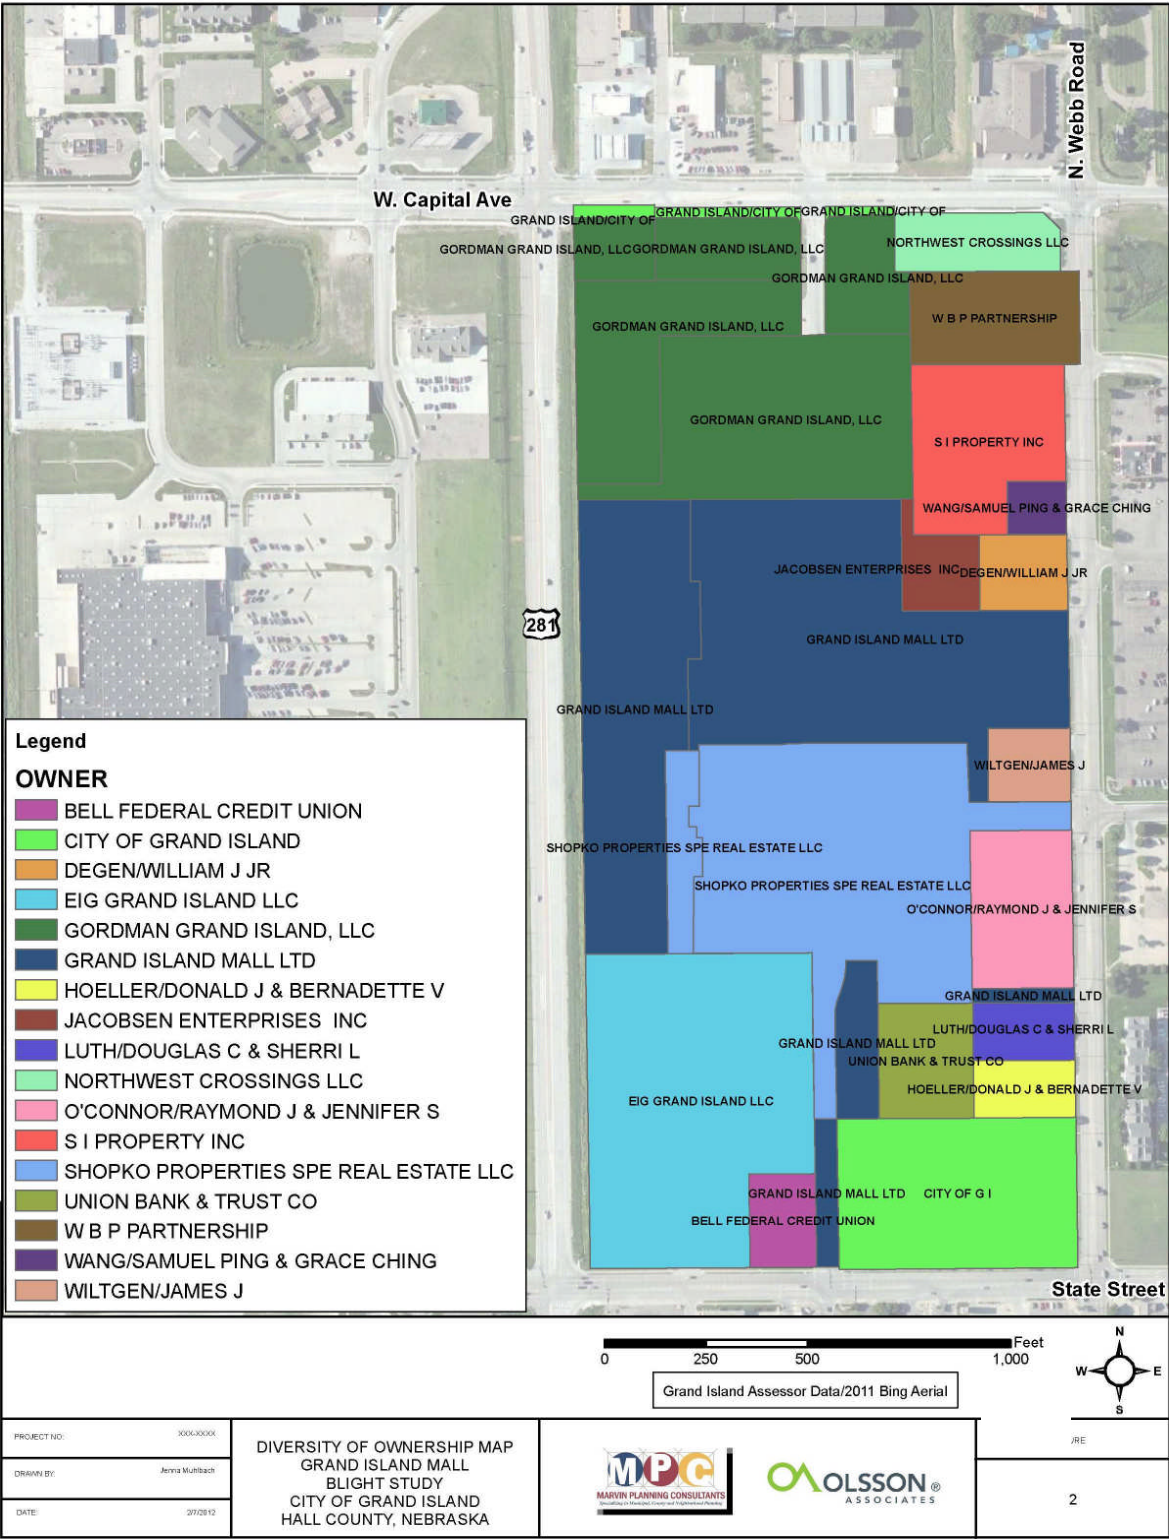 N. Webb Road
W. Capital Ave
GRAND ISLAND/CITY OF
GRAND ISLAND/CITY OF
GRAND ISLAND/CITY OF
GORDMAN GRAND ISLAND, LLC
GORDMAN GRAND ISLAND, LLC
NORTHWEST CROSSINGS LLC
GORDMAN GRAND ISLAND, LLC
W B P PARTNERSHIP
GORDMAN GRAND ISLAND, LLC
GORDMAN GRAND ISLAND, LLC
S I PROPERTY INC
WANG/SAMUEL PING & GRACE CHING
JACOBSEN ENTERPRISES  INC
DEGEN/WILLIAM J JR
281
GRAND ISLAND MALL LTD
GRAND ISLAND MALL LTD
WILTGEN/JAMES J
SHOPKO PROPERTIES SPE REAL ESTATE LLC
SHOPKO PROPERTIES SPE REAL ESTATE LLC
O'CONNOR/RAYMOND J & JENNIFER S
GRAND ISLAND MALL LTD
LUTH/DOUGLAS C & SHERRI L
GRAND ISLAND MALL LTD
UNION BANK & TRUST CO
HOELLER/DONALD J & BERNADETTE V
EIG GRAND ISLAND LLC
GRAND ISLAND MALL LTD
CITY OF G I
BELL FEDERAL CREDIT UNION
State Street
Legend
OWNER
BELL FEDERAL CREDIT UNION
CITY OF GRAND ISLAND
DEGEN/WILLIAM J JR
EIG GRAND ISLAND LLC
GORDMAN GRAND ISLAND, LLC
GRAND ISLAND MALL LTD
HOELLER/DONALD J & BERNADETTE V
JACOBSEN ENTERPRISES  INC
LUTH/DOUGLAS C & SHERRI L
NORTHWEST CROSSINGS LLC
O'CONNOR/RAYMOND J & JENNIFER S
S I PROPERTY INC
SHOPKO PROPERTIES SPE REAL ESTATE LLC
UNION BANK & TRUST CO
W B P PARTNERSHIP
WANG/SAMUEL PING & GRACE CHING
WILTGEN/JAMES J
Feet
0 250 500 1,000
Grand Island Assessor Data/2011 Bing Aerial
N
W E
S
PROJECT NO: XXX-XXXX
DRAWN BY: Jenna Muhlbach
DATE: 2/7/2012
DIVERSITY OF OWNERSHIP MAP
GRAND ISLAND MALL
BLIGHT STUDY
CITY OF GRAND ISLAND
HALL COUNTY, NEBRASKA
MPC
MARVIN PLANNING CONSULTANTS
Specializing in Municipal, County and Neighborhood Planning
OLSSON ®
ASSOCIATES
RE
2